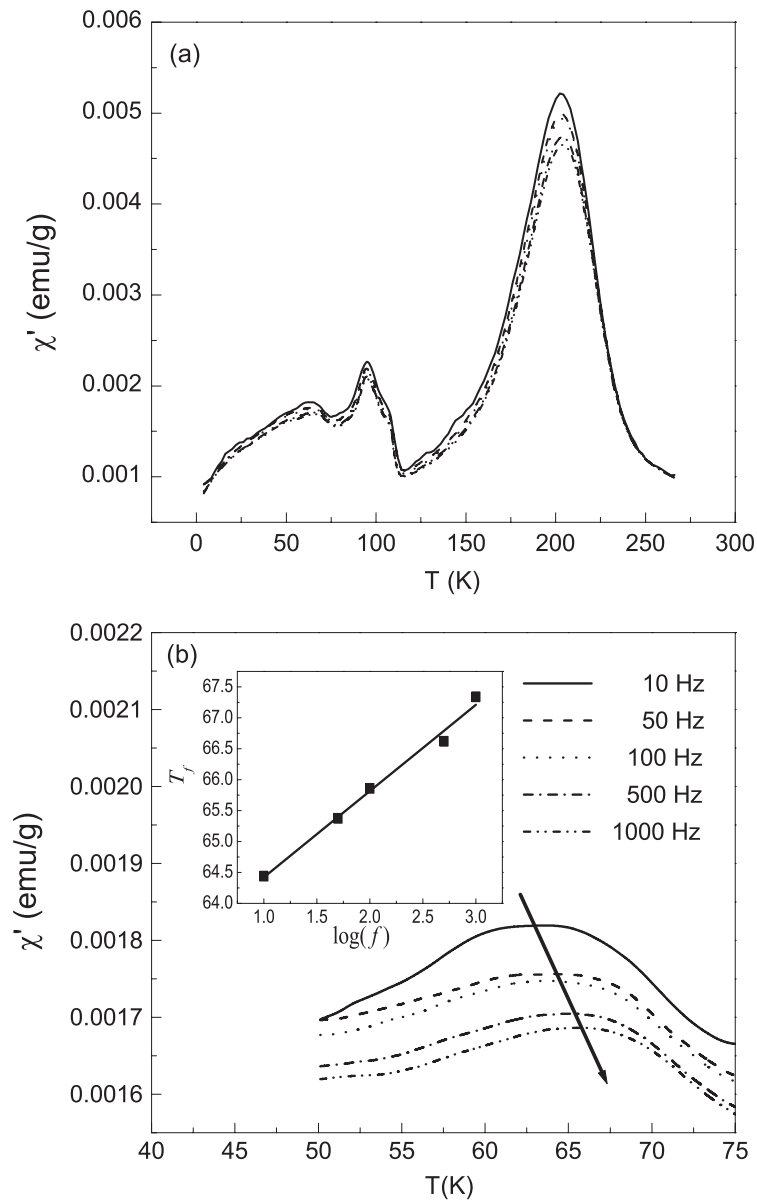 0.006
(a)
0.005
0.004
0.003
0.002
0.001
χ' (emu/g)
0 50 100 150 200 250 300
T (K)
0.0022
(b)
0.0021
0.0020
0.0019
0.0018
0.0017
0.0016
χ' (emu/g)
67.5
67.0
66.5
66.0
65.5
65.0
64.5
64.0
T_f
1.0 1.5 2.0 2.5 3.0
log(f)
10 Hz
50 Hz
100 Hz
500 Hz
1000 Hz
40 45 50 55 60 65 70 75
T(K)